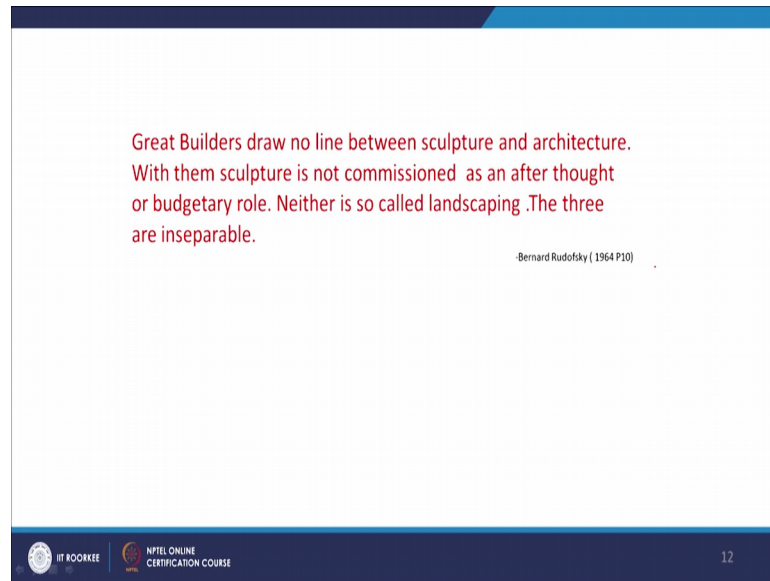 Great Builders draw no line between sculpture and architecture.
With them sculpture is not commissioned as an after thought
or budgetary role. Neither is so called landscaping .The three
are inseparable.
-Bernard Rudofsky ( 1964 P10)
IIT ROORKEE
NPTEL ONLINE
CERTIFICATION COURSE
12